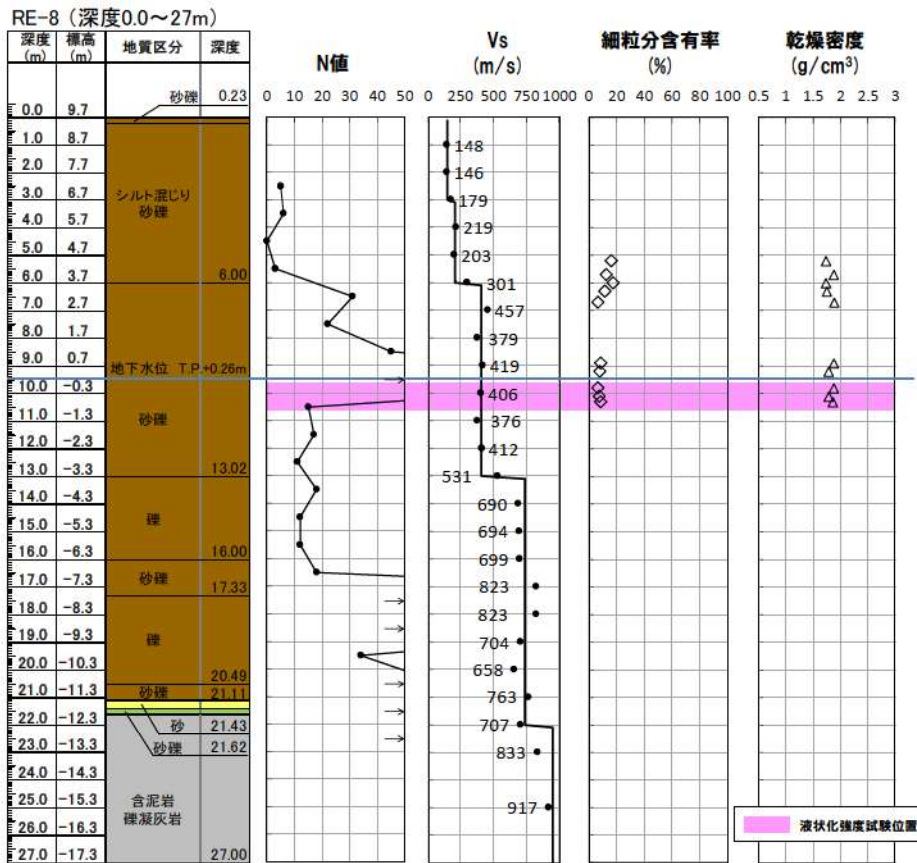 RE-8 (深度0.0～27m)
深度(m) 標高(m) 地質区分 深度
N値
Vs (m/s)
細粒分含有率 (%)
乾燥密度 (g/cm³)
0 10 20 30 40 50
0 250 500 750 1000
0 20 40 60 80 100
0.5 1 1.5 2 2.5 3
砂礫 0.23
0.0 9.7
1.0 8.7
148
2.0 7.7
146
3.0 6.7
シルト混じり
砂礫
179
4.0 5.7
219
5.0 4.7
203
6.0 3.7
6.00
301
7.0 2.7
457
8.0 1.7
379
9.0 0.7
419
地下水位 T.P.+0.26m
10.0 -0.3
406
11.0 -1.3
砂礫
376
12.0 -2.3
412
13.0 -3.3
13.02
531
14.0 -4.3
690
礫
15.0 -5.3
694
16.0 -6.3
16.00
699
17.0 -7.3
砂礫
17.33
823
18.0 -8.3
823
19.0 -9.3
礫
704
20.0 -10.3
20.49
658
21.0 -11.3
砂礫 21.11
763
22.0 -12.3
砂 21.43
707
23.0 -13.3
砂礫 21.62
833
24.0 -14.3
25.0 -15.3
含泥岩
礫凝灰岩
917
26.0 -16.3
27.0 -17.3
27.00
液状化強度試験位置